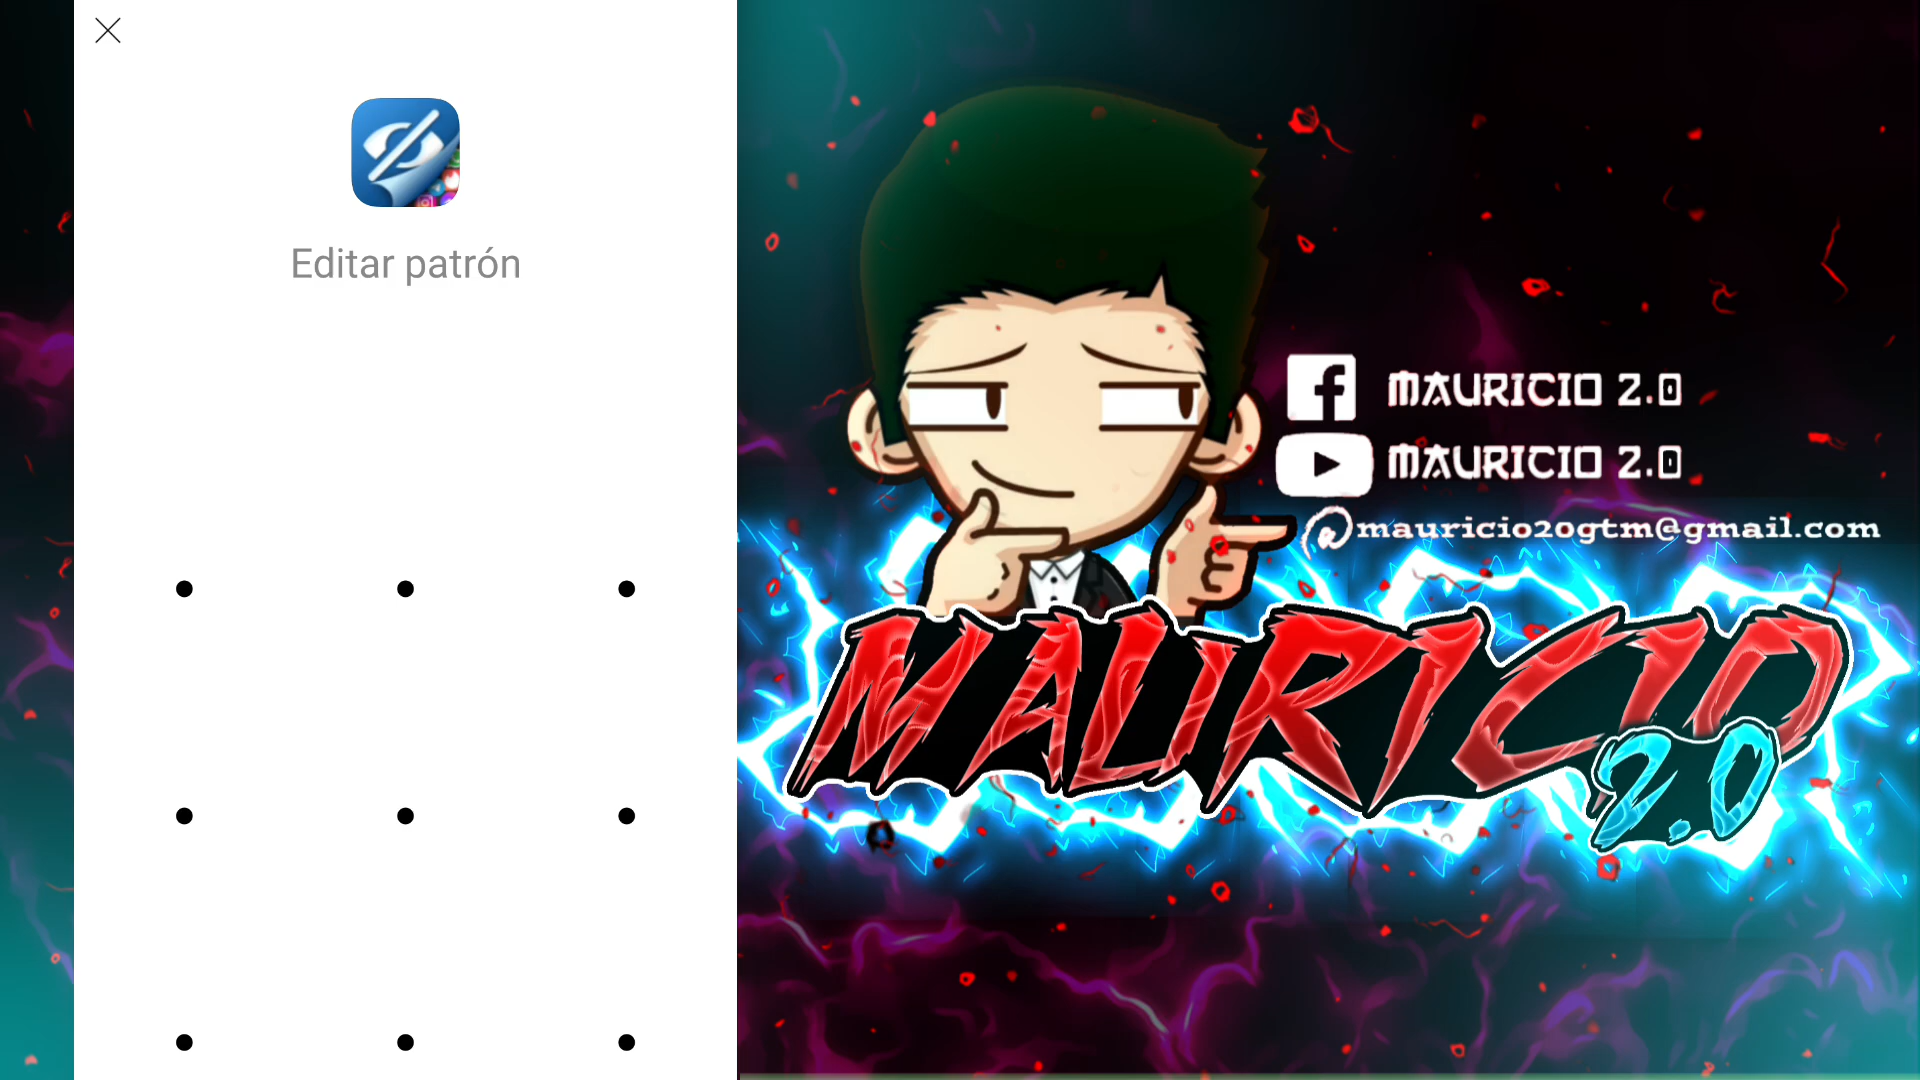 Editar patrón
MAURICIO 2.0
MAURICIO 2.0
@mauricio20gtm@gmail.com
MAURICIO
2.0